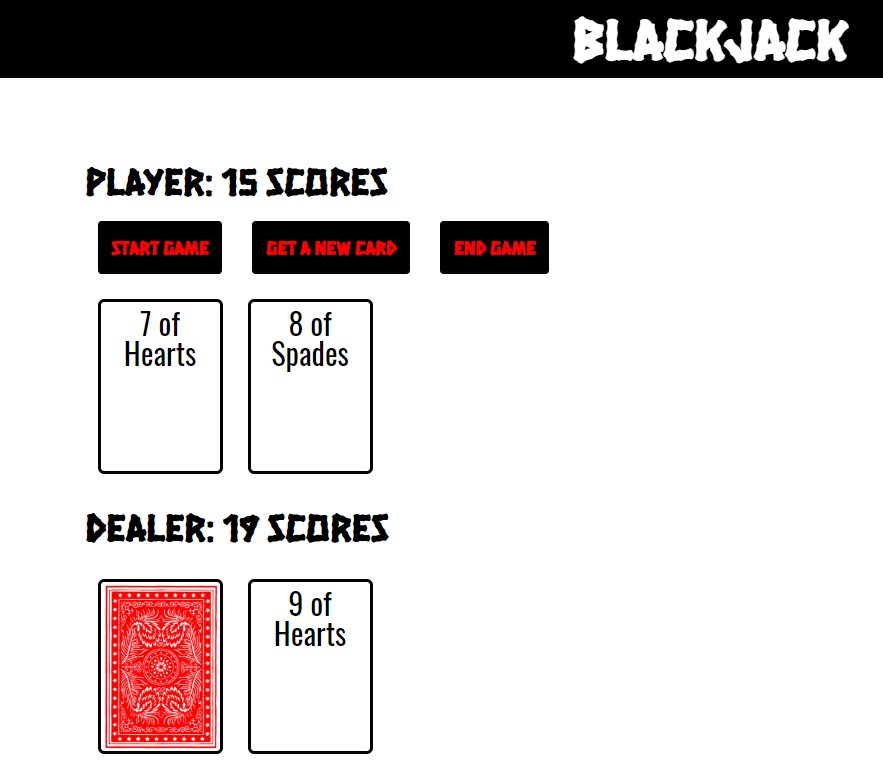 BLACKJACK
PLAYER: 15 SCORES
START GAME
GET A NEW CARD
END GAME
7 of
Hearts
8 of
Spades
DEALER: 19 SCORES
9 of
Hearts